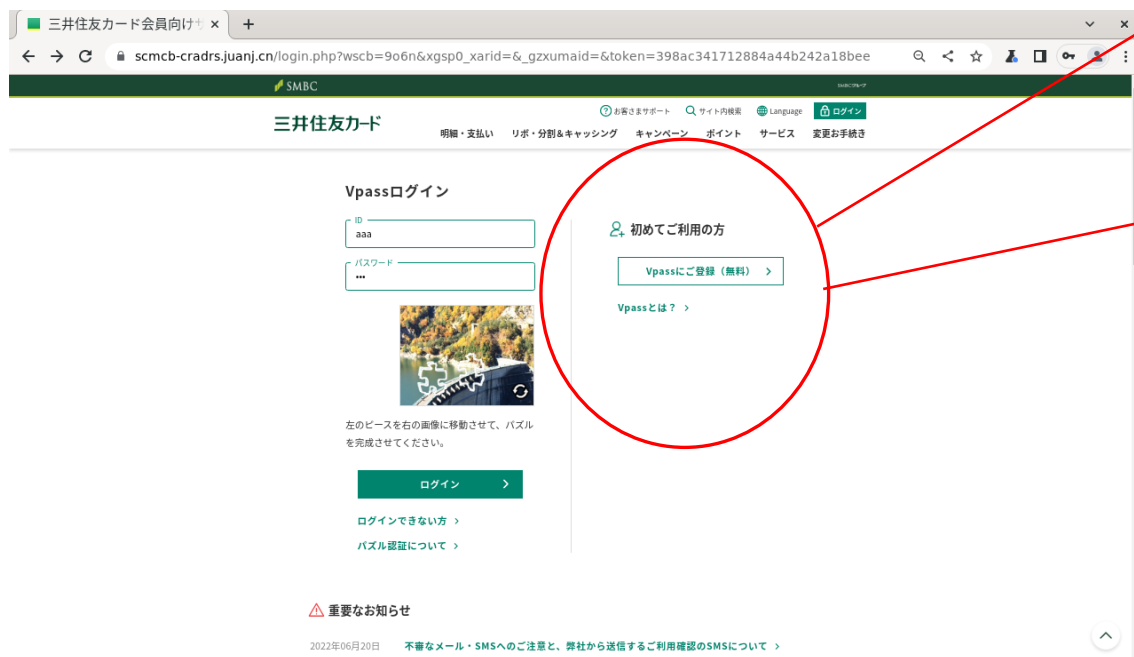 三井住友カード会員向けサ
scmcb-cradrs.juanj.cn/login.php?wscb=9o6n&xgsp0_xarid=&_gzxumaid=&token=398ac341712884a44b242a18bee
SMBC
SMBCグループ
三井住友カード
お客さまサポート サイト内検索 Language ログイン
明細・支払い リボ・分割&キャッシング キャンペーン ポイント サービス 変更お手続き
Vpassログイン
ID
aaa
パスワード
•••
初めてご利用の方
Vpassにご登録（無料）
Vpassとは？
左のピースを右の画像に移動させて、パズル
を完成させてください。
ログイン
ログインできない方
パズル認証について
重要なお知らせ
2022年06月20日 不審なメール・SMSへのご注意と、弊社から送信するご利用確認のSMSについて